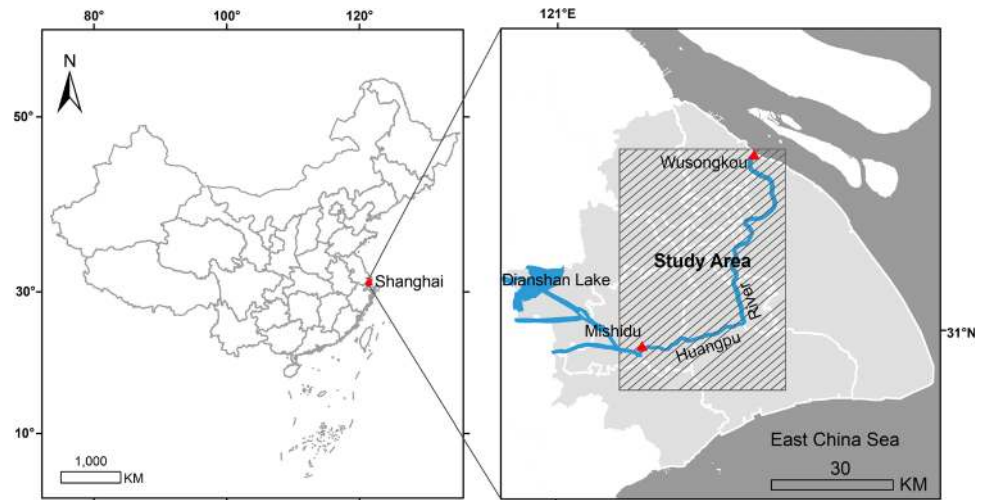 80°
100°
120°
N
50°
30°
10°
Shanghai
1,000
KM
121°E
Wusongkou
Study Area
Dianshan Lake
River
Mishidu
Huangpu
31°N
East China Sea
30
KM